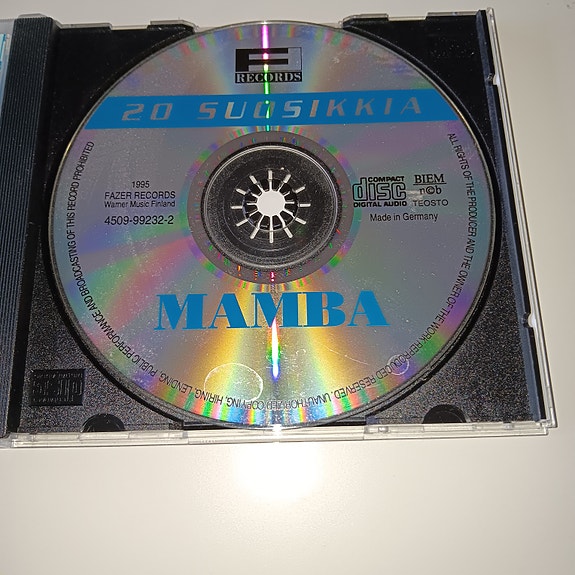 F
RECORDS
20 SUOSIKKIA
1995
FAZER RECORDS
Warner Music Finland
4509-99232-2
COMPACT
disc
DIGITAL AUDIO
BIEM
n©b
TEOSTO
Made in Germany
MAMBA
ALL RIGHTS OF THE PRODUCER AND THE OWNER OF THE WORK REPRODUCED RESERVED. UNAUTHORIZED COPYING, HIRING, LENDING, PUBLIC PERFORMANCE AND BROADCASTING OF THIS RECORD PROHIBITED